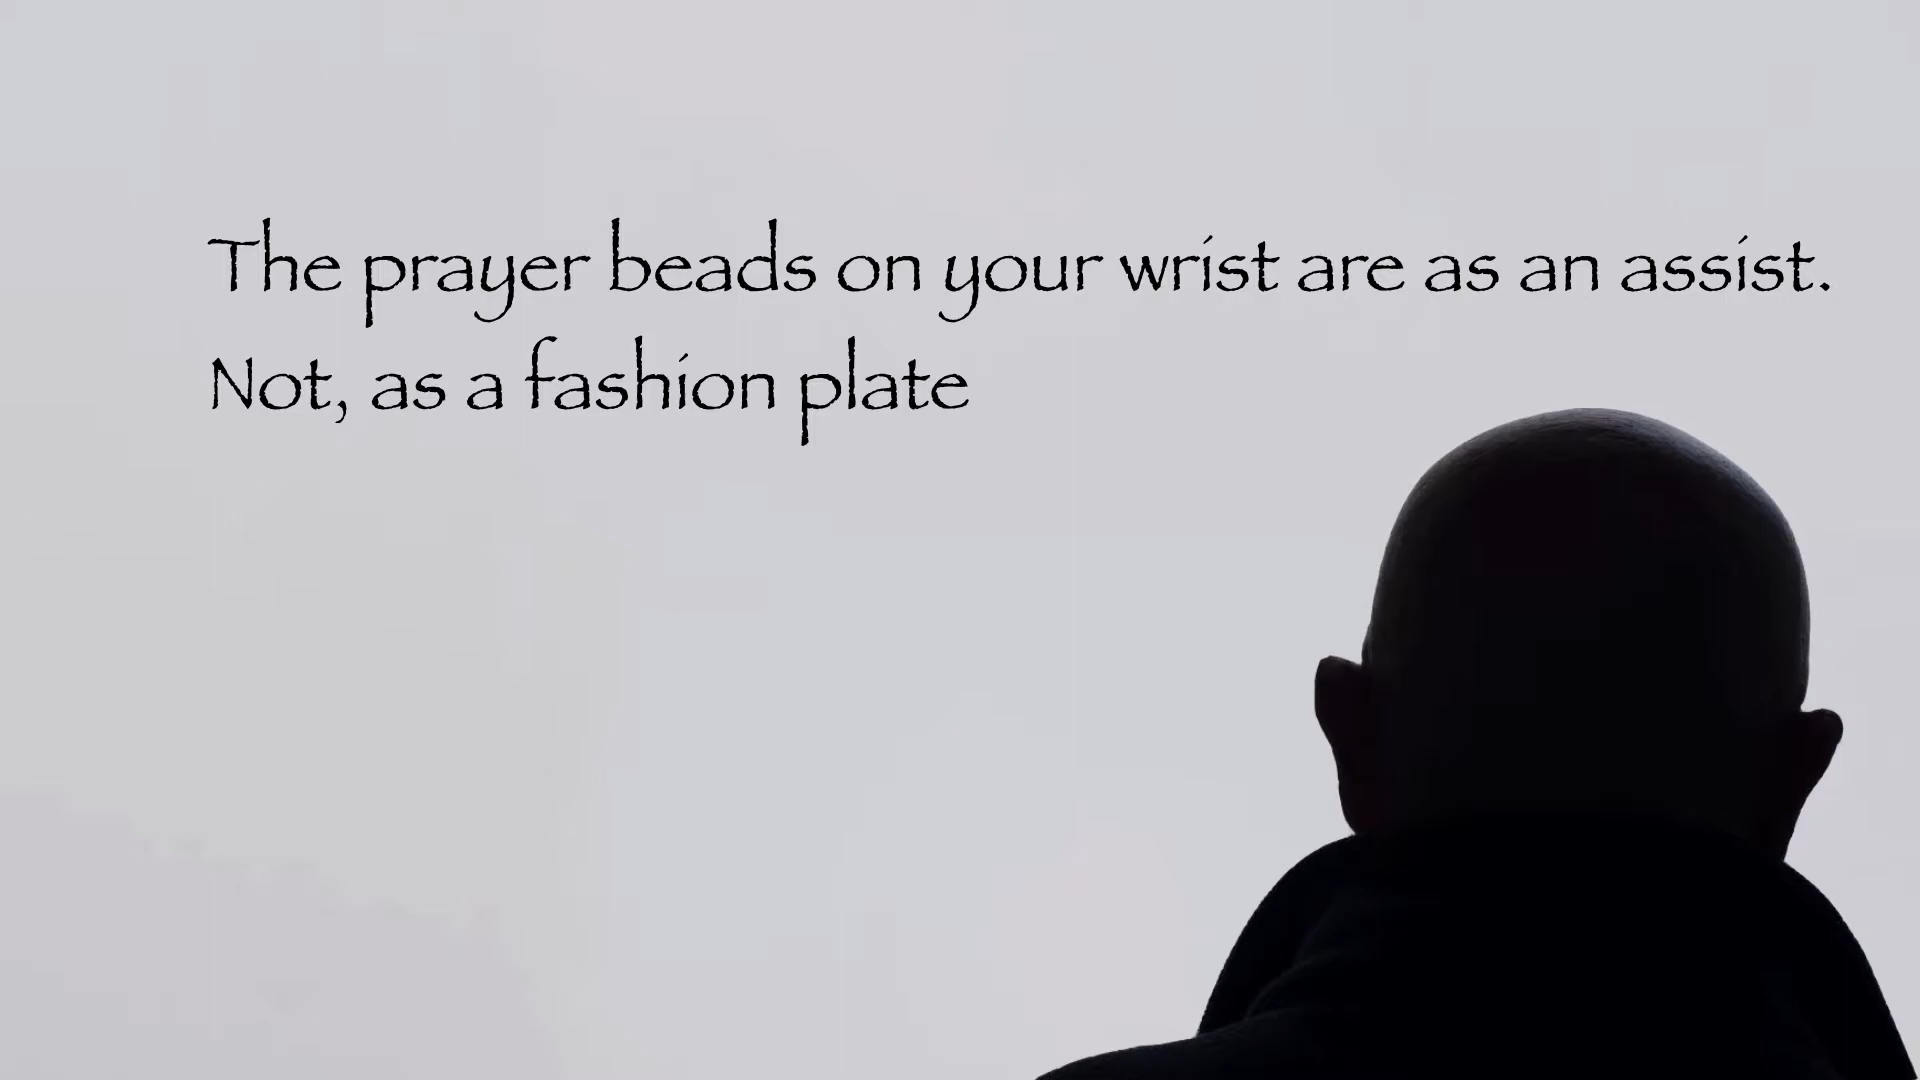 The prayer beads on your wrist are as an assist.
Not, as a fashion plate